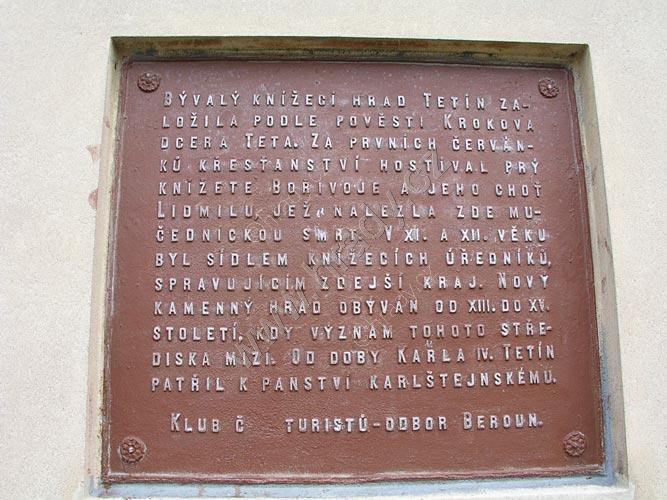 BÝVALÝ KNÍŽECÍ HRAD TETÍN ZA-
LOŽILA PODLE POVĚSTI KROKOVA
DCERA TETA. ZA PRVNÍCH ČERVÁN-
KŮ KŘESŤANSTVÍ HOSTÍVAL PRÝ
KNÍŽETE BOŘIVOJE A JEHO CHOŤ
LIDMILU, JEŽ NALEZLA ZDE MU-
ČEDNICKOU SMRT. V XI. A XII. VĚKU
BYL SÍDLEM KNÍŽECÍCH ÚŘEDNÍKŮ,
SPRAVUJÍCÍM ZDEJŠÍ KRAJ. NOVÝ
KAMENNÝ HRAD OBÝVÁN OD XIII. DO XV.
STOLETÍ, KDY VÝZNAM TOHOTO STŘE-
DISKA MIZÍ. OD DOBY KARLA IV. TETÍN
PATŘIL K PANSTVÍ KARLŠTEJNSKÉMU.
KLUB Č TURISTŮ-ODBOR BEROUN.
www.hrady.cz